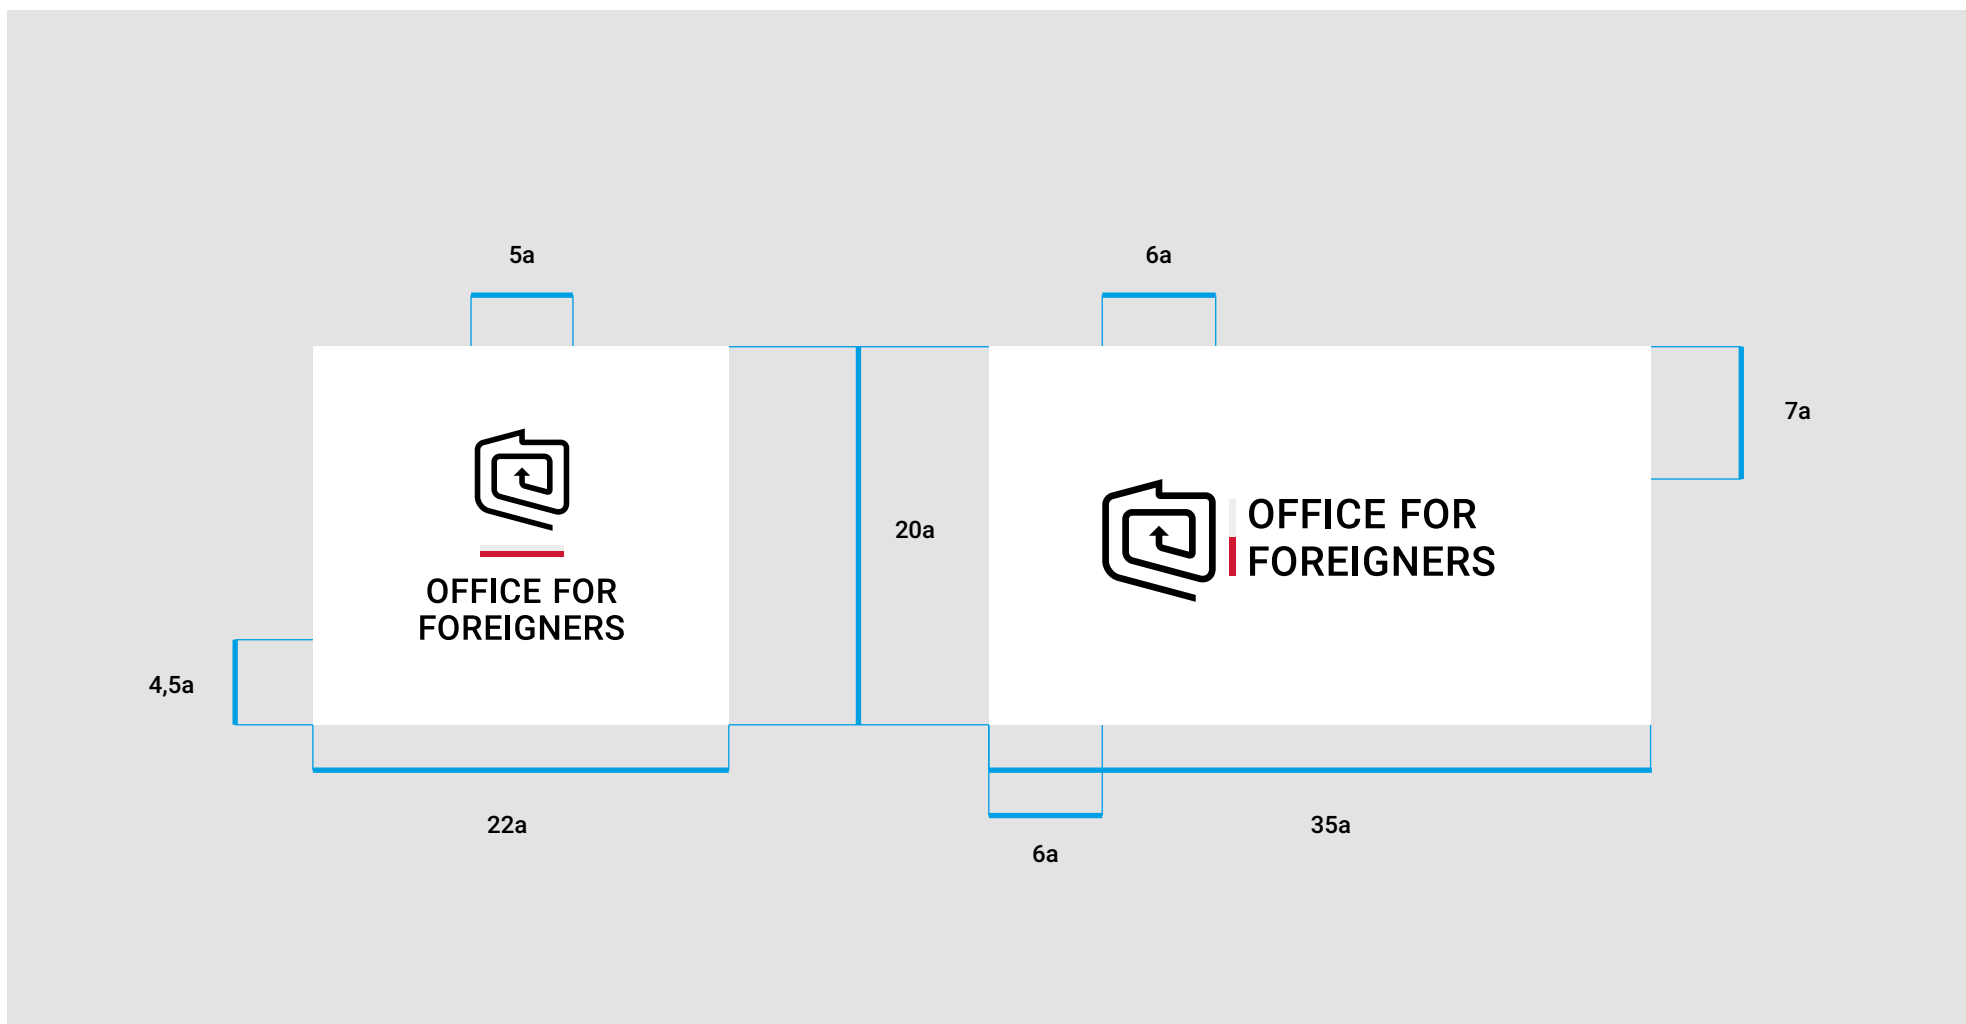 5a
6a
7a
20a
OFFICE FOR
FOREIGNERS
OFFICE FOR
FOREIGNERS
4,5a
22a
35a
6a